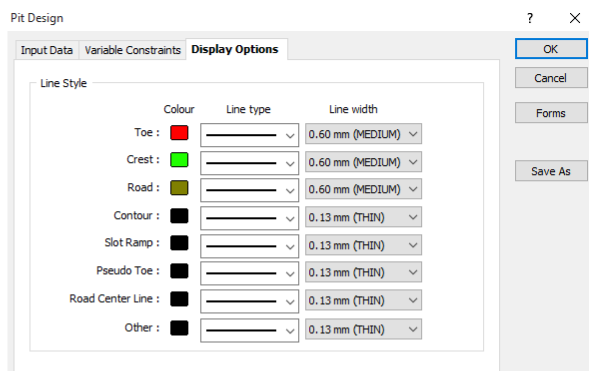 Pit Design ? ×
Input Data Variable Constraints Display Options
OK
Cancel
Forms
Save As
Line Style
Colour Line type Line width
Toe : 0.60 mm (MEDIUM)
Crest : 0.60 mm (MEDIUM)
Road : 0.60 mm (MEDIUM)
Contour : 0.13 mm (THIN)
Slot Ramp : 0.13 mm (THIN)
Pseudo Toe : 0.13 mm (THIN)
Road Center Line : 0.13 mm (THIN)
Other : 0.13 mm (THIN)